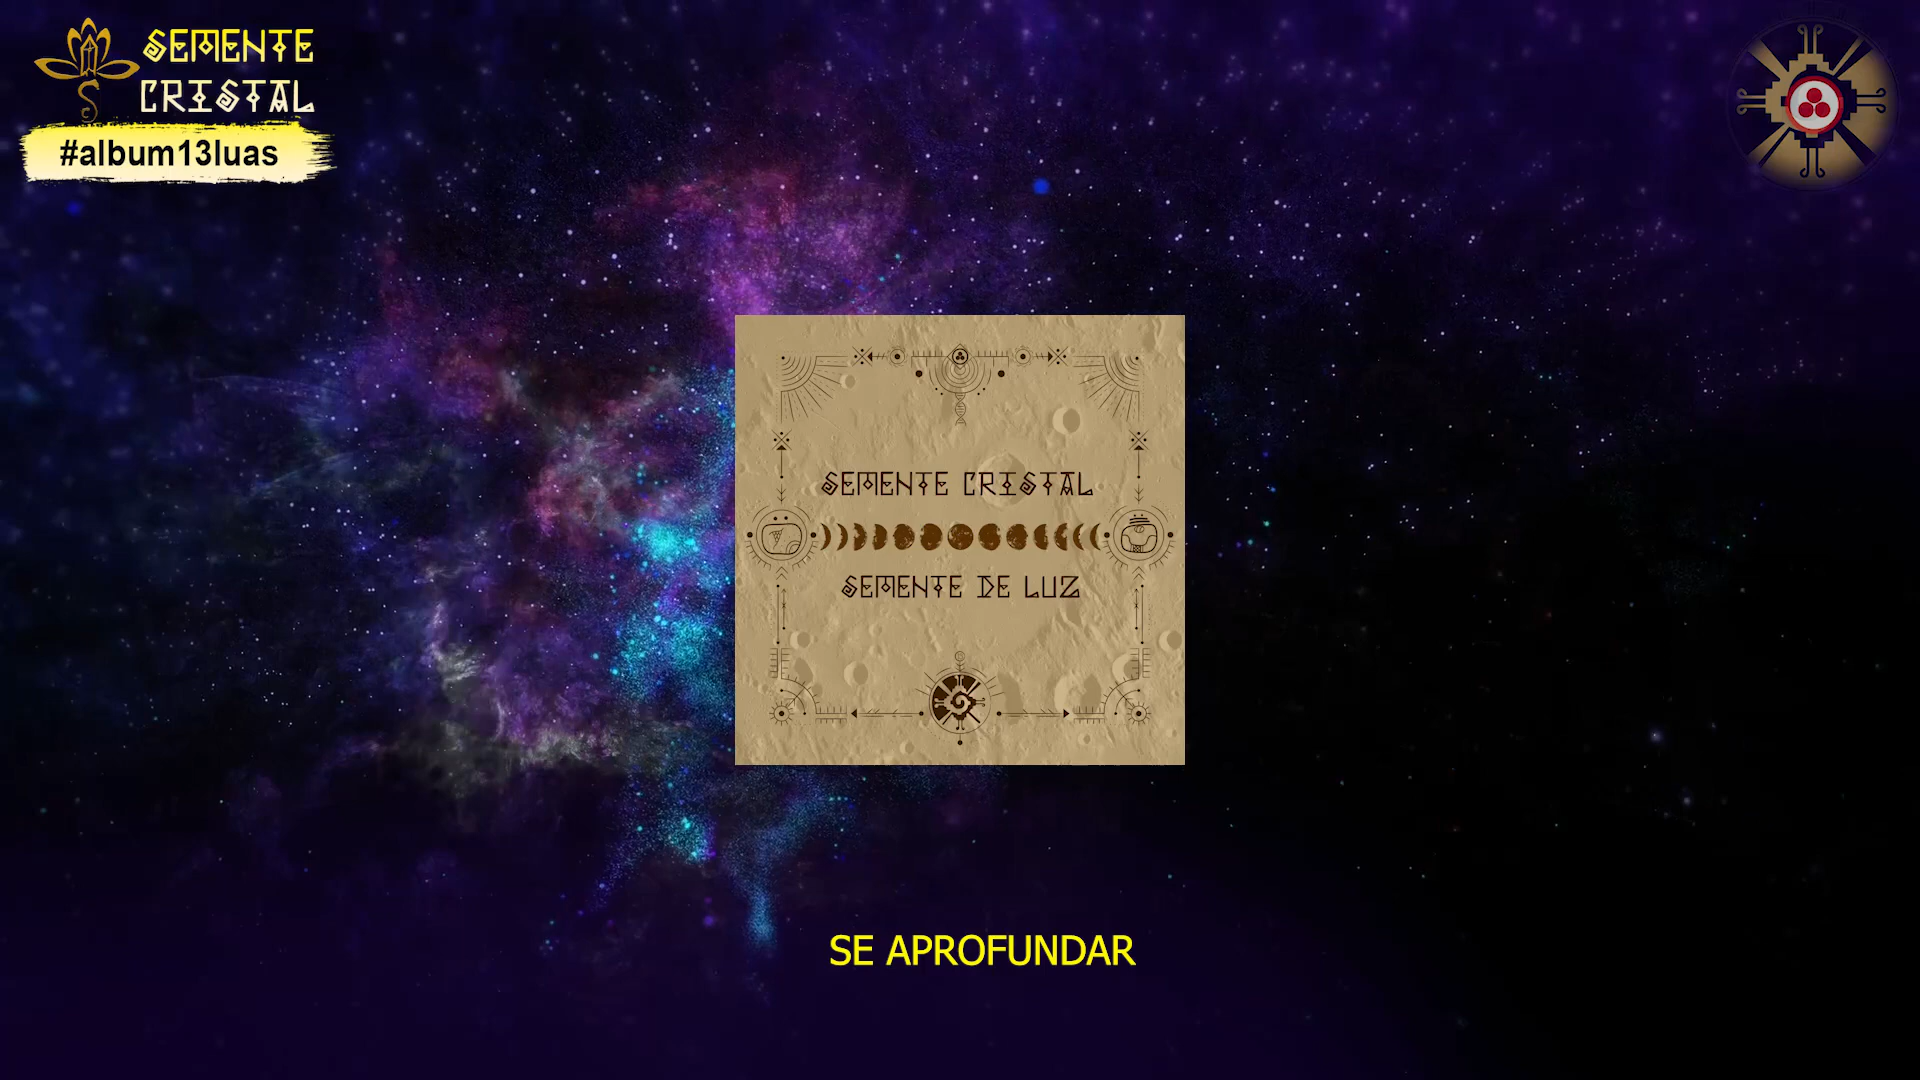 SEMENTE
CRISTAL
#album13luas
SEMENTE CRISTAL
SEMENTE DE LUZ
SE APROFUNDAR